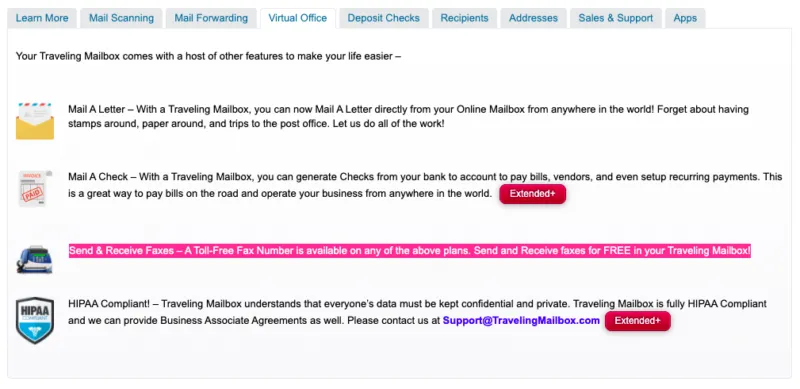 Learn More
Mail Scanning
Mail Forwarding
Virtual Office
Deposit Checks
Recipients
Addresses
Sales & Support
Apps
Your Traveling Mailbox comes with a host of other features to make your life easier –
Mail A Letter – With a Traveling Mailbox, you can now Mail A Letter directly from your Online Mailbox from anywhere in the world! Forget about having
stamps around, paper around, and trips to the post office. Let us do all of the work!
INVOICE
PAID
Mail A Check – With a Traveling Mailbox, you can generate Checks from your bank to account to pay bills, vendors, and even setup recurring payments. This
is a great way to pay bills on the road and operate your business from anywhere in the world. Extended+
Send & Receive Faxes – A Toll-Free Fax Number is available on any of the above plans. Send and Receive faxes for FREE in your Traveling Mailbox!
HIPAA
COMPLIANT
HIPAA Compliant! – Traveling Mailbox understands that everyone's data must be kept confidential and private. Traveling Mailbox is fully HIPAA Compliant
and we can provide Business Associate Agreements as well. Please contact us at Support@TravelingMailbox.com Extended+